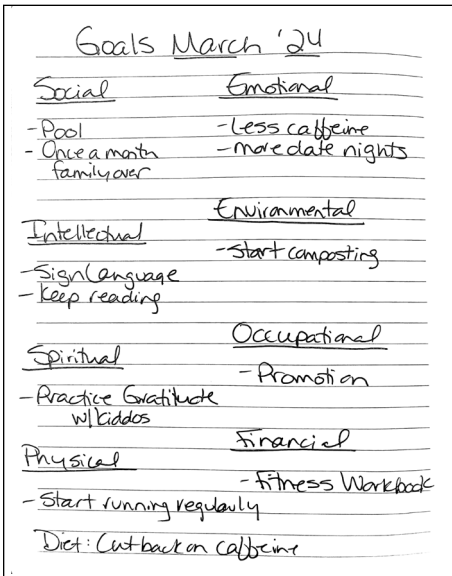 Goals March '24
Social
- Pool
- Once a month
family over
Emotional
- Less caffeine
- more date nights
Environmental
- Start composting
Intellectual
- Sign Language
- Keep reading
Occupational
- Promotion
Spiritual
- Practice Gratitude
w/ kiddos
Financial
- Fitness Workbook
Physical
- Start running regularly
Diet: Cut back on caffeine